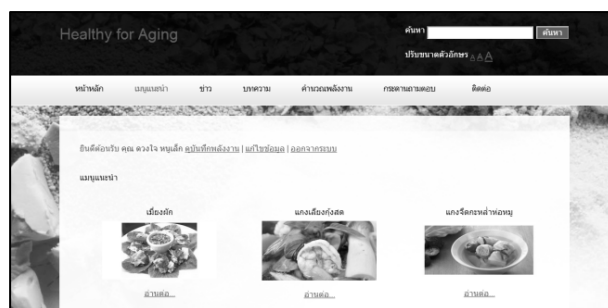 Healthy for Aging
ค้นหา ค้นหา
ปรับขนาดตัวอักษร A A A
หน้าหลัก เมนูแนะนำ ข่าว บทความ คำนวณพลังงาน กระดานถามตอบ ติดต่อ
ยินดีต้อนรับ คุณ ดวงใจ หนูเล็ก ดูบันทึกพลังงาน | แก้ไขข้อมูล | ออกจากระบบ
เมนูแนะนำ
เมี่ยงผัก แกงเลียงกุ้งสด แกงจืดกะหล่ำห่อหมู
อ่านต่อ... อ่านต่อ... อ่านต่อ...